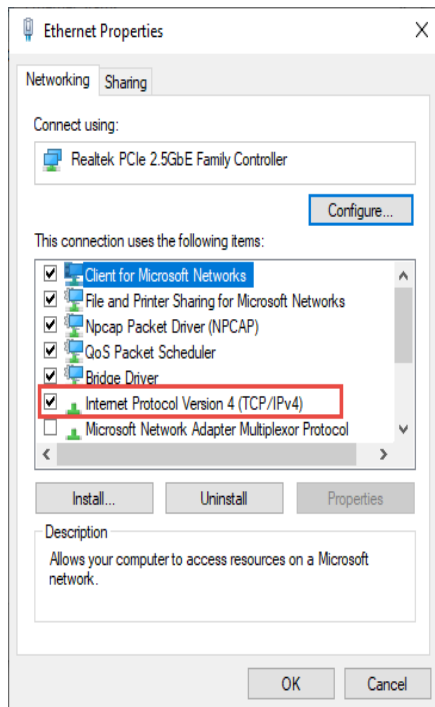 Ethernet Properties
Networking Sharing
Connect using:
Realtek PCIe 2.5GbE Family Controller
Configure...
This connection uses the following items:
Client for Microsoft Networks
File and Printer Sharing for Microsoft Networks
Npcap Packet Driver (NPCAP)
QoS Packet Scheduler
Bridge Driver
Internet Protocol Version 4 (TCP/IPv4)
Microsoft Network Adapter Multiplexor Protocol
Install... Uninstall Properties
Description
Allows your computer to access resources on a Microsoft
network.
OK Cancel